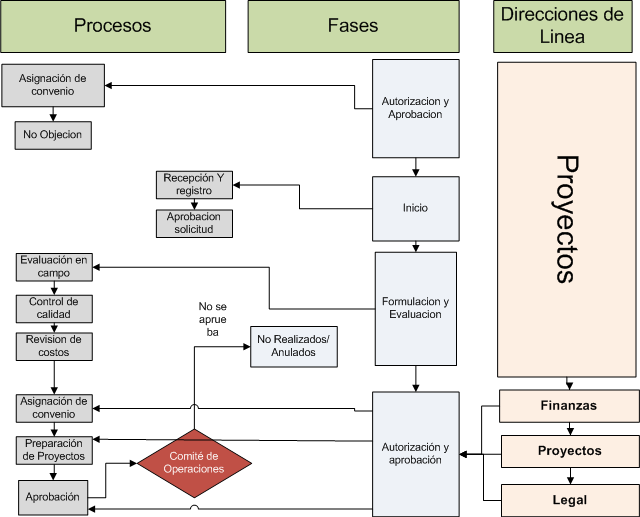 Procesos
Fases
Direcciones de
Linea
Asignación de
convenio
No Objecion
Autorizacion y
Aprobacion
Proyectos
Recepción Y
registro
Aprobacion
solicitud
Inicio
Evaluación en
campo
Control de
calidad
Revision de
costos
Formulacion y
Evaluacion
No se
aprue
ba
No Realizados/
Anulados
Asignación de
convenio
Preparación
de Proyectos
Aprobación
Comité de
Operaciones
Autorización y
aprobación
Finanzas
Proyectos
Legal